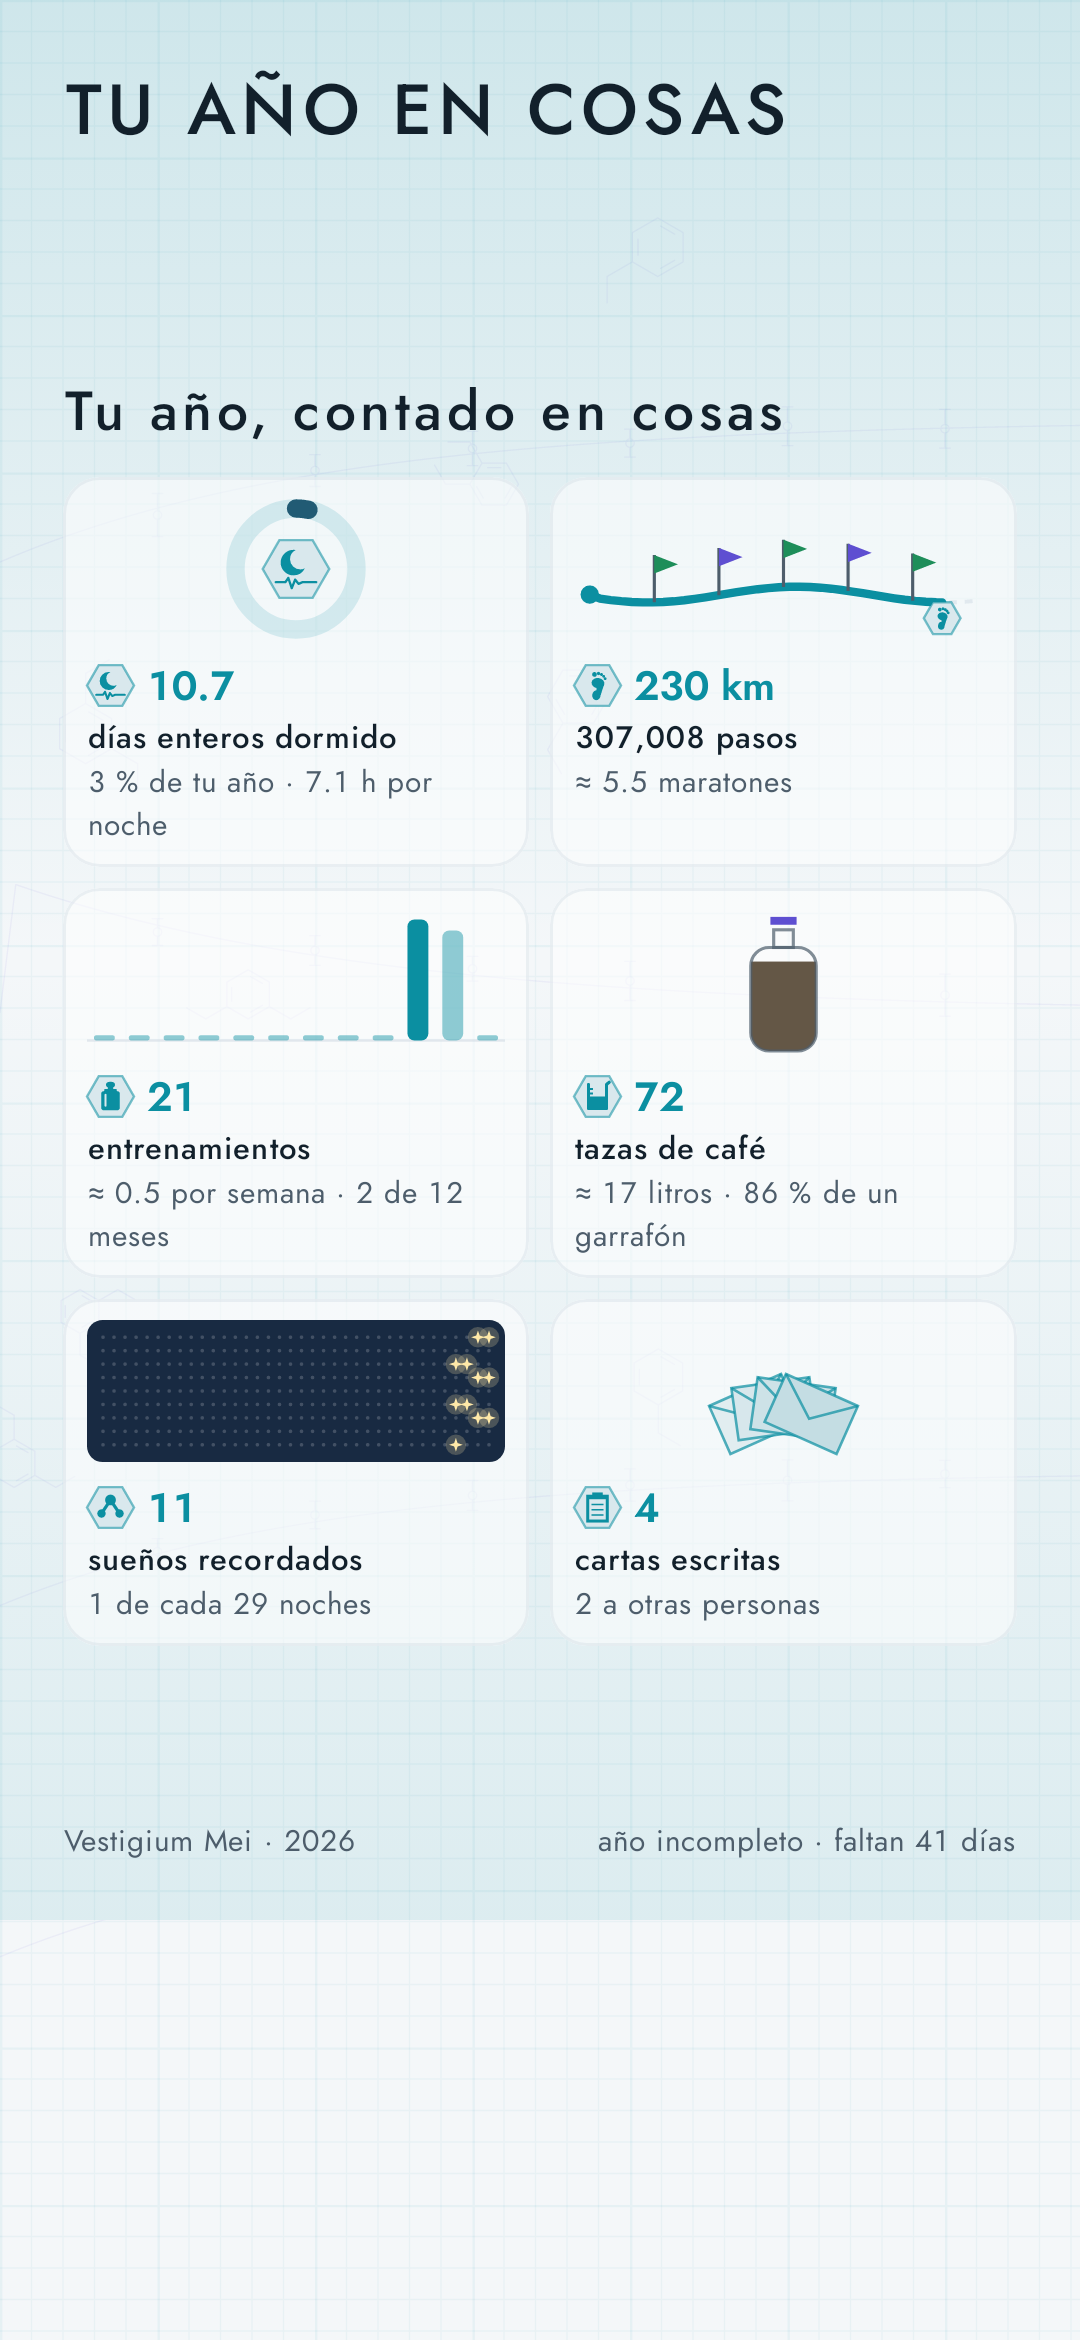 TU AÑO EN COSAS
Tu año, contado en cosas
10.7
días enteros dormido
3 % de tu año · 7.1 h por
noche
230 km
307,008 pasos
≈ 5.5 maratones
21
entrenamientos
≈ 0.5 por semana · 2 de 12
meses
72
tazas de café
≈ 17 litros · 86 % de un
garrafón
11
sueños recordados
1 de cada 29 noches
4
cartas escritas
2 a otras personas
Vestigium Mei · 2026
año incompleto · faltan 41 días